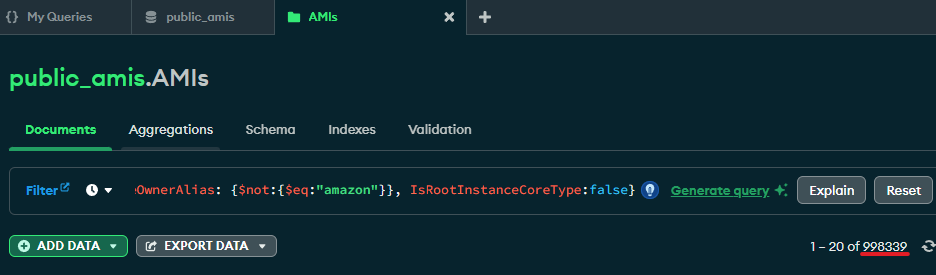 {} My Queries public_amis AMIs
public_amis.AMIs
Documents Aggregations Schema Indexes Validation
Filter eOwnerAlias: {$not:{$eq:"amazon"}}, IsRootInstanceCoreType:false} Generate query Explain Reset
ADD DATA EXPORT DATA 1 – 20 of 998339